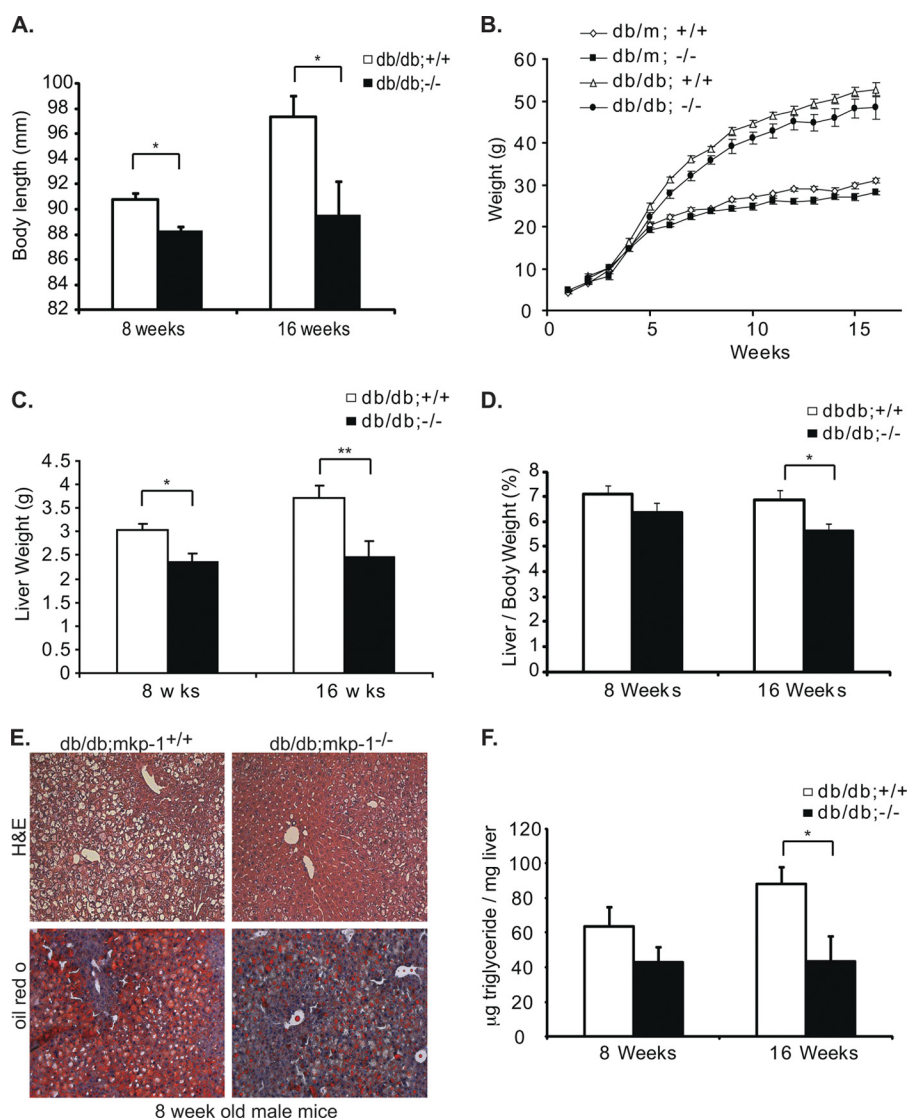 A.
db/db;+/+
db/db;-/-
Body length (mm)
100
98
96
94
92
90
88
86
84
82
*
*
8 weeks
16 weeks
B.
db/m; +/+
db/m; -/-
db/db; +/+
db/db; -/-
Weight (g)
60
50
40
30
20
10
0
0
5
10
15
Weeks
C.
db/db;+/+
db/db;-/-
Liver Weight (g)
4.5
4
3.5
3
2.5
2
1.5
1
0.5
0
*
**
8 w ks
16 w ks
D.
dbdb;+/+
db/db;-/-
Liver / Body Weight (%)
8
7
6
5
4
3
2
1
0
*
8 Weeks
16 Weeks
E.
db/db;mkp-1+/+
db/db;mkp-1-/-
H&E
oil red o
8 week old male mice
F.
db/db;+/+
db/db;-/-
µg triglyceride / mg liver
120
100
80
60
40
20
0
*
8 Weeks
16 Weeks